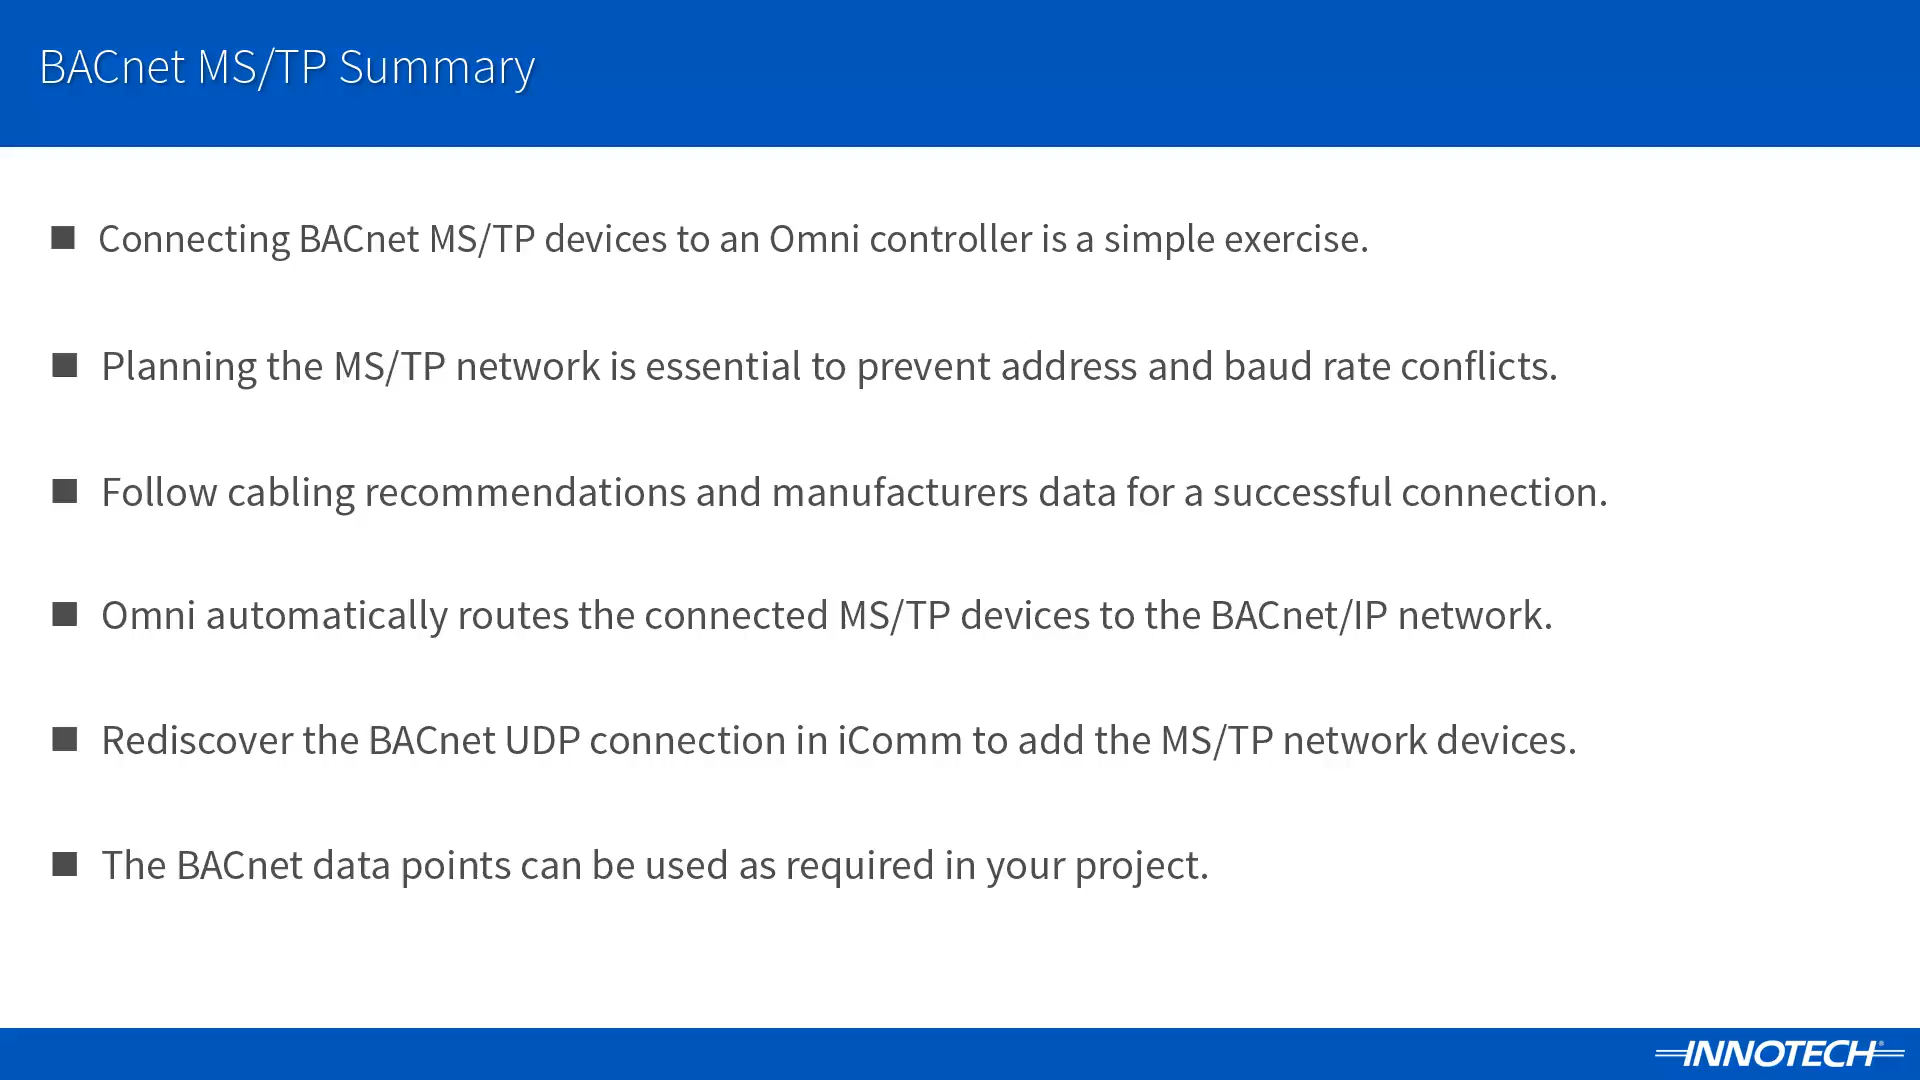 BACnet MS/TP Summary
■ Connecting BACnet MS/TP devices to an Omni controller is a simple exercise.
■ Planning the MS/TP network is essential to prevent address and baud rate conflicts.
■ Follow cabling recommendations and manufacturers data for a successful connection.
■ Omni automatically routes the connected MS/TP devices to the BACnet/IP network.
■ Rediscover the BACnet UDP connection in iComm to add the MS/TP network devices.
■ The BACnet data points can be used as required in your project.
INNOTECH®